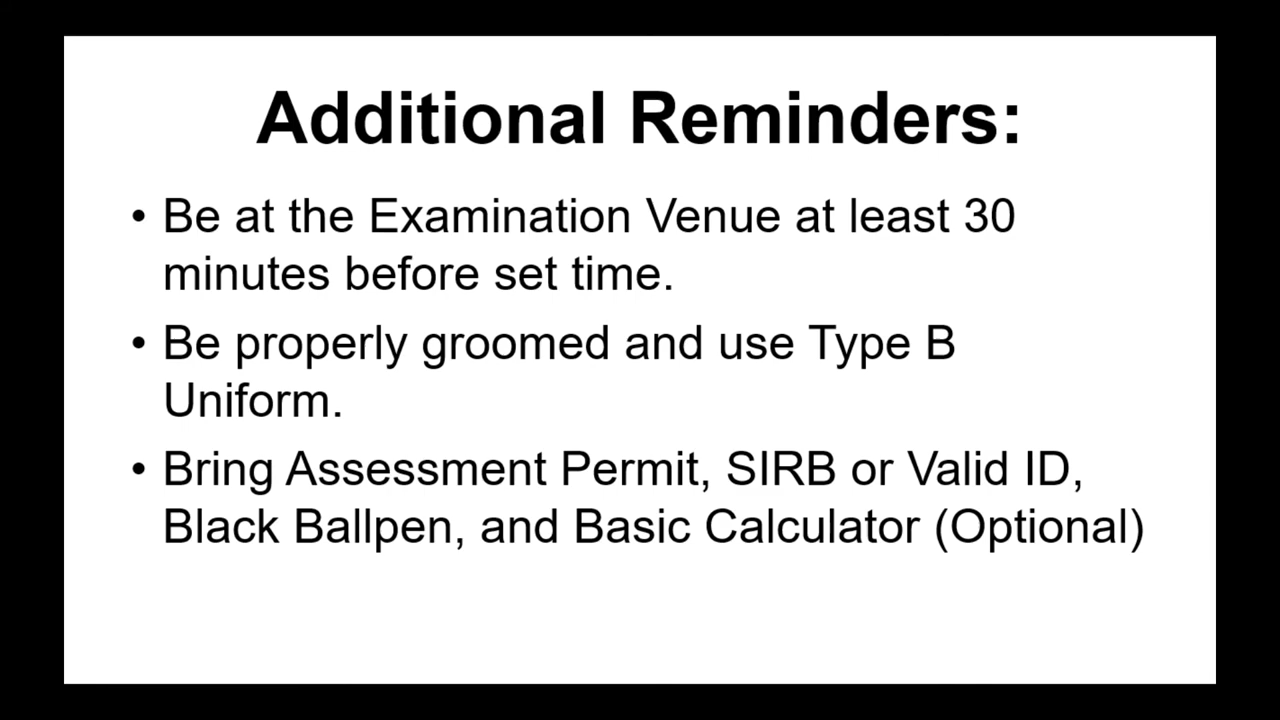 Additional Reminders:
• Be at the Examination Venue at least 30
minutes before set time.
• Be properly groomed and use Type B
Uniform.
• Bring Assessment Permit, SIRB or Valid ID,
Black Ballpen, and Basic Calculator (Optional)